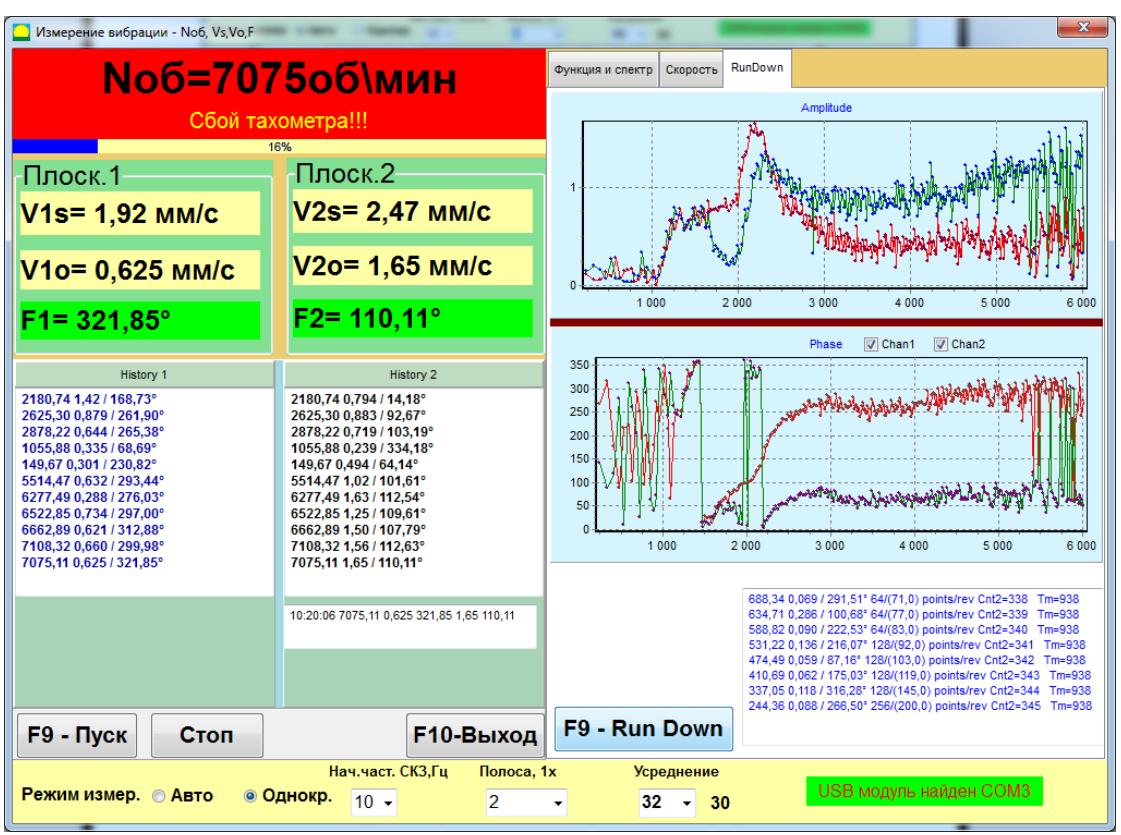 Измерение вибрации - Nоб, Vs,Vo,F
Nоб=7075об\мин
Сбой тахометра!!!
16%
Плоск.1
V1s= 1,92 мм/с
V1o= 0,625 мм/с
F1= 321,85°
Плоск.2
V2s= 2,47 мм/с
V2o= 1,65 мм/с
F2= 110,11°
History 1
2180,74 1,42 / 168,73°
2625,30 0,879 / 261,90°
2878,22 0,644 / 265,38°
1055,88 0,335 / 68,69°
149,67 0,301 / 230,82°
5514,47 0,632 / 293,44°
6277,49 0,288 / 276,03°
6522,85 0,734 / 297,00°
6662,89 0,621 / 312,88°
7108,32 0,660 / 299,98°
7075,11 0,625 / 321,85°
History 2
2180,74 0,794 / 14,18°
2625,30 0,883 / 92,67°
2878,22 0,719 / 103,19°
1055,88 0,239 / 334,18°
149,67 0,494 / 64,14°
5514,47 1,02 / 101,61°
6277,49 1,63 / 112,54°
6522,85 1,25 / 109,61°
6662,89 1,50 / 107,79°
7108,32 1,56 / 112,63°
7075,11 1,65 / 110,11°
10:20:06 7075,11 0,625 321,85 1,65 110,11
F9 - Пуск
Стоп
F10-Выход
Функция и спектр
Скорость
RunDown
Amplitude
1
0
1 000 2 000 3 000 4 000 5 000 6 000
Phase Chan1 Chan2
350
300
250
200
150
100
50
0
1 000 2 000 3 000 4 000 5 000 6 000
688,34 0,069 / 291,51° 64/(71,0) points/rev Cnt2=338 Tm=938
634,71 0,286 / 100,68° 64/(77,0) points/rev Cnt2=339 Tm=938
588,82 0,090 / 222,53° 64/(83,0) points/rev Cnt2=340 Tm=938
531,22 0,136 / 216,07° 128/(92,0) points/rev Cnt2=341 Tm=938
474,49 0,059 / 87,16° 128/(103,0) points/rev Cnt2=342 Tm=938
410,69 0,062 / 175,03° 128/(119,0) points/rev Cnt2=343 Tm=938
337,05 0,118 / 316,28° 128/(145,0) points/rev Cnt2=344 Tm=938
244,36 0,088 / 266,50° 256/(200,0) points/rev Cnt2=345 Tm=938
F9 - Run Down
Режим измер. Авто Однокр.
Нач.част. СКЗ,Гц
10
Полоса, 1х
2
Усреднение
32 30
USB модуль найден COM3